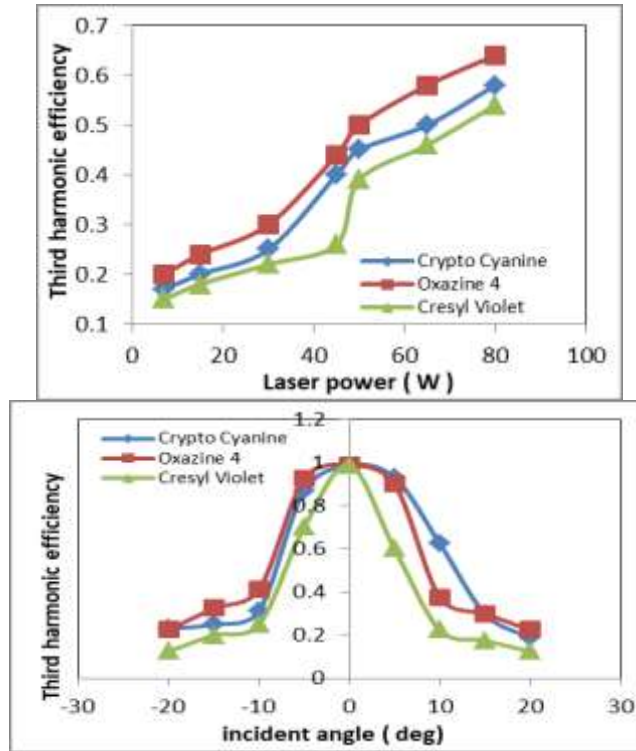 Third harmonic efficiency
0.7
0.6
0.5
0.4
0.3
0.2
0.1
Crypto Cyanine
Oxazine 4
Cresyl Violet
0 20 40 60 80 100
Laser power ( W )
Third harmonic efficiency
Crypto Cyanine
Oxazine 4
Cresyl Violet
1.2
1
0.8
0.6
0.4
0.2
0
-30 -20 -10 0 10 20 30
incident angle ( deg)